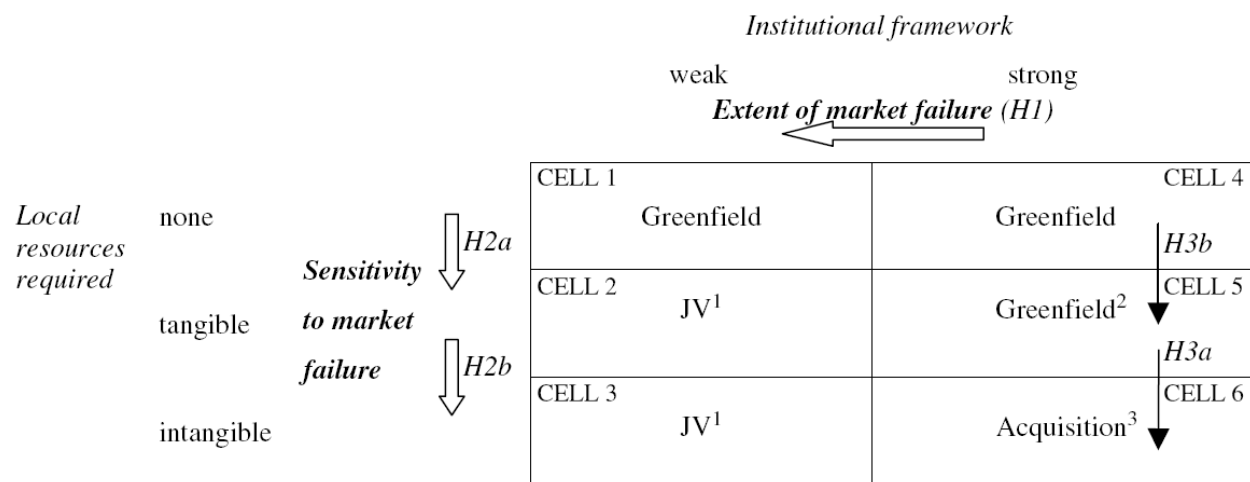 Institutional framework
weak strong
Extent of market failure (H1)
CELL 1 CELL 4
Local none Greenfield Greenfield
resources H2a H3b
required Sensitivity
CELL 2 CELL 5
to market JV¹ Greenfield²
tangible
failure H2b H3a
CELL 3 CELL 6
intangible JV¹ Acquisition³